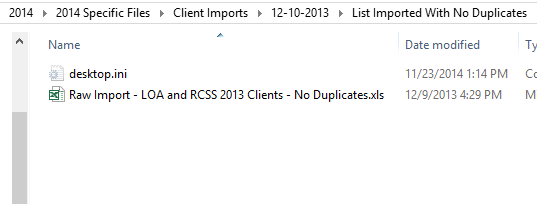 2014 ▸ 2014 Specific Files ▸ Client Imports ▸ 12-10-2013 ▸ List Imported With No Duplicates
Name Date modified Ty
desktop.ini 11/23/2014 1:14 PM Co
Raw Import - LOA and RCSS 2013 Clients - No Duplicates.xls 12/9/2013 4:29 PM M